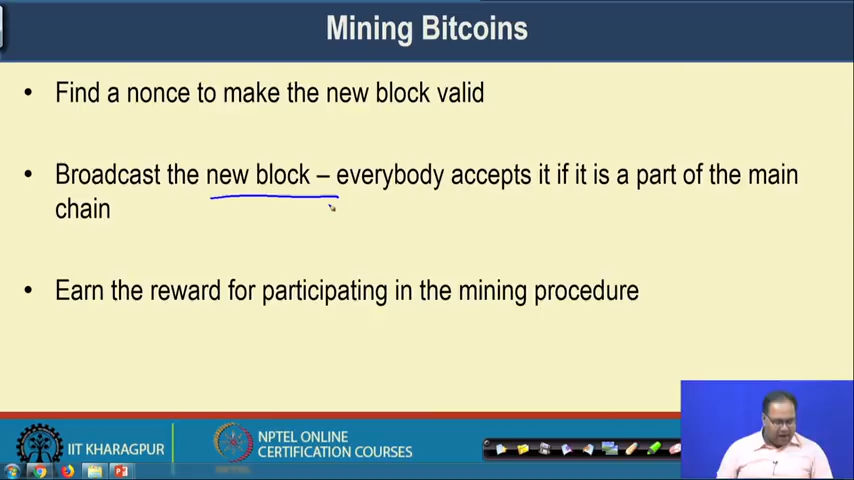 Mining Bitcoins
• Find a nonce to make the new block valid
• Broadcast the new block – everybody accepts it if it is a part of the main
chain
• Earn the reward for participating in the mining procedure
IIT KHARAGPUR
NPTEL ONLINE
CERTIFICATION COURSES